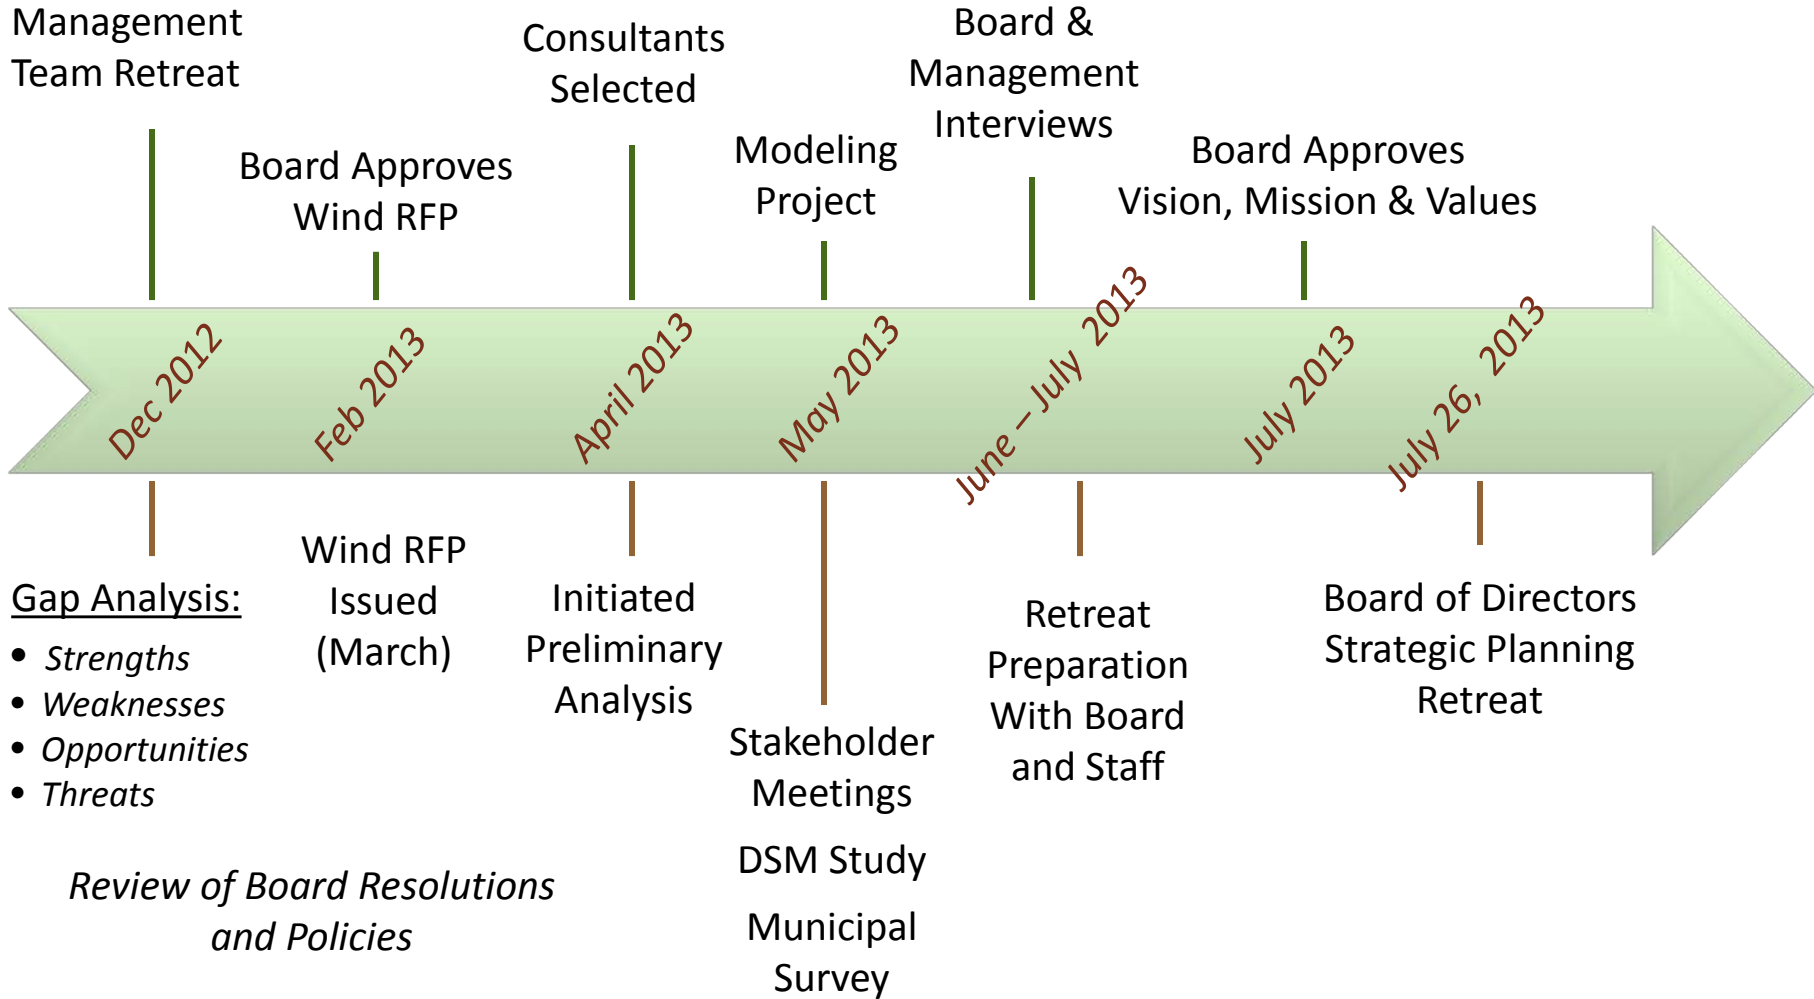 Management
Team Retreat
Board Approves
Wind RFP
Consultants
Selected
Modeling
Project
Board &
Management
Interviews
Board Approves
Vision, Mission & Values
Dec 2012
Feb 2013
April 2013
May 2013
June – July 2013
July 2013
July 26, 2013
Gap Analysis:
• Strengths
• Weaknesses
• Opportunities
• Threats
Wind RFP
Issued
(March)
Initiated
Preliminary
Analysis
Stakeholder
Meetings
DSM Study
Municipal
Survey
Retreat
Preparation
With Board
and Staff
Board of Directors
Strategic Planning
Retreat
Review of Board Resolutions
and Policies